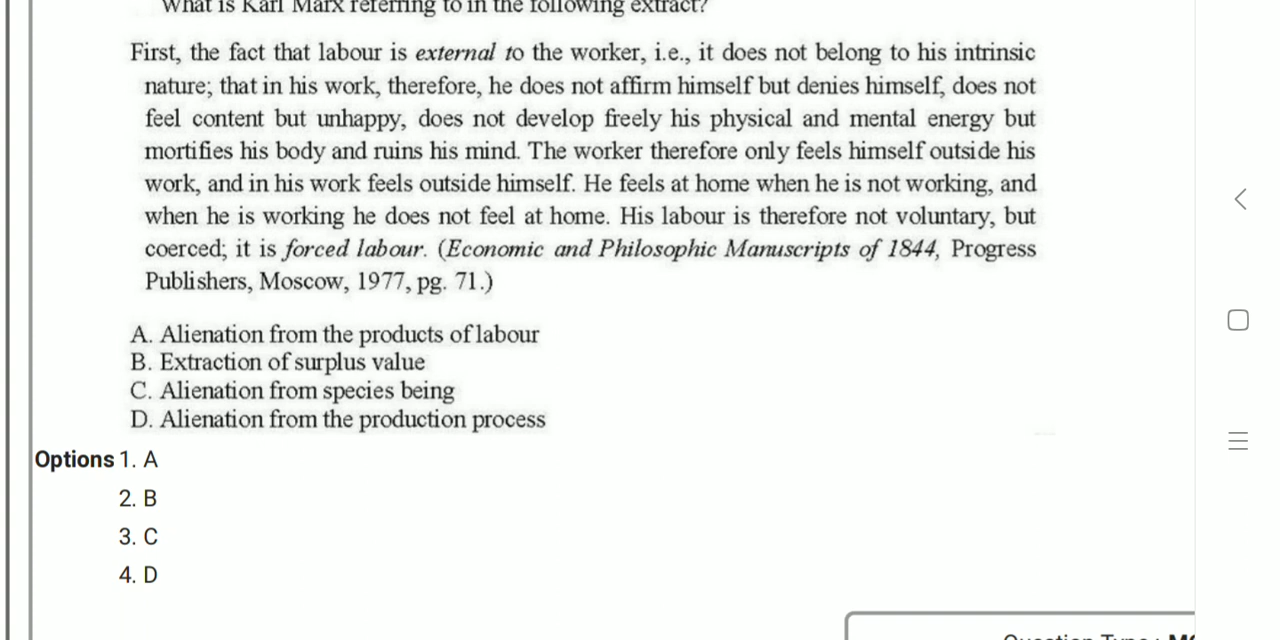 What is Karl Marx referring to in the following extract?
First, the fact that labour is external to the worker, i.e., it does not belong to his intrinsic
nature; that in his work, therefore, he does not affirm himself but denies himself, does not
feel content but unhappy, does not develop freely his physical and mental energy but
mortifies his body and ruins his mind. The worker therefore only feels himself outside his
work, and in his work feels outside himself. He feels at home when he is not working, and
when he is working he does not feel at home. His labour is therefore not voluntary, but
coerced; it is forced labour. (Economic and Philosophic Manuscripts of 1844, Progress
Publishers, Moscow, 1977, pg. 71.)
A. Alienation from the products of labour
B. Extraction of surplus value
C. Alienation from species being
D. Alienation from the production process
Options 1. A
2. B
3. C
4. D
Question Type :